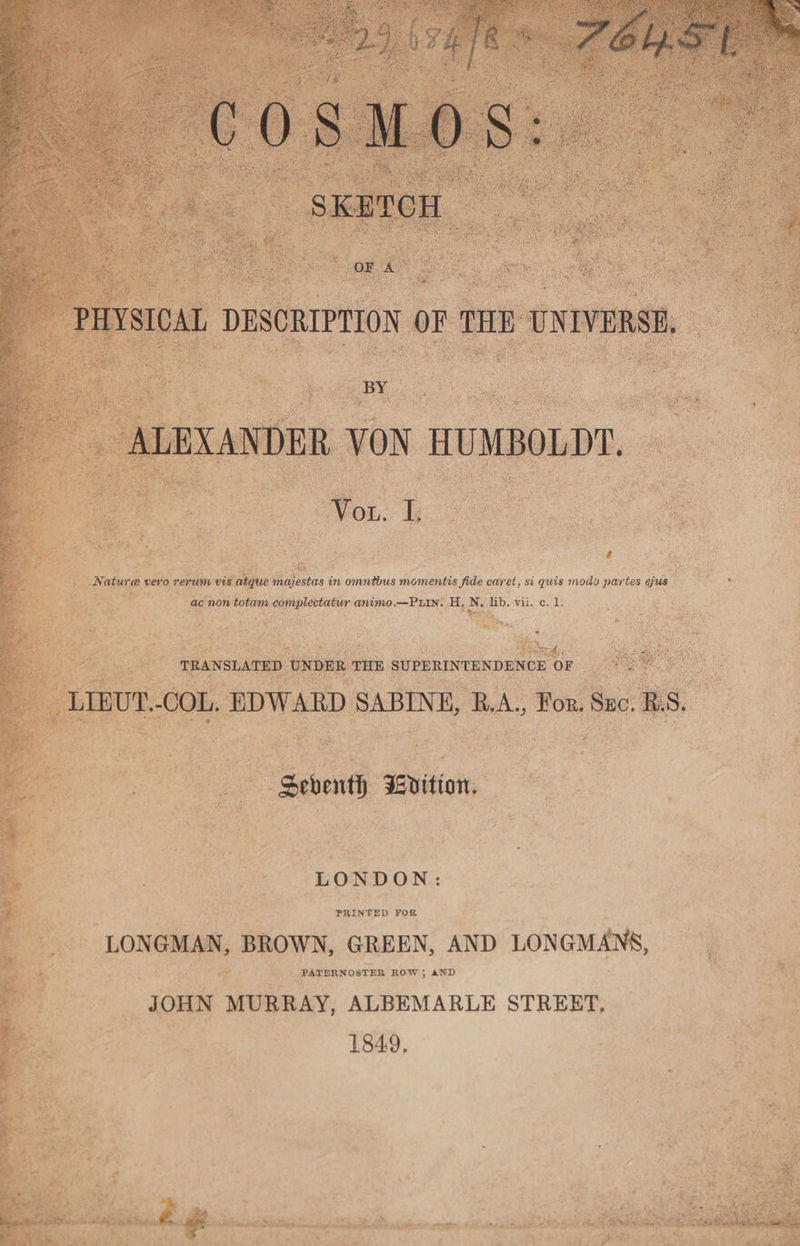 76451
COSMOS:
SKETCH
OF A
PHYSICAL DESCRIPTION OF THE UNIVERSE.
BY
ALEXANDER VON HUMBOLDT.
VOL. I.
Naturæ vero rerum vis atque majestas in omnibus momentis fide caret, si quis modo partes ejus
ac non totam complectatur animo.—PLIN. H. N. lib. vii. c. 1.
TRANSLATED UNDER THE SUPERINTENDENCE OF
LIEUT.-COL. EDWARD SABINE, R.A., FOR. SEC. R.S.
Seventh Edition.
LONDON:
PRINTED FOR
LONGMAN, BROWN, GREEN, AND LONGMANS,
PATERNOSTER ROW; AND
JOHN MURRAY, ALBEMARLE STREET.
1849.